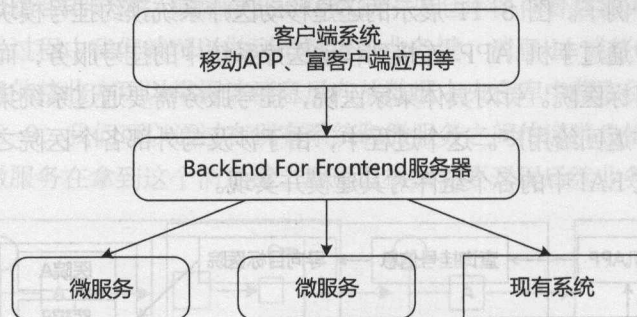 客户端系统
移动APP、富客户端应用等
BackEnd For Frontend服务器
微服务
微服务
现有系统